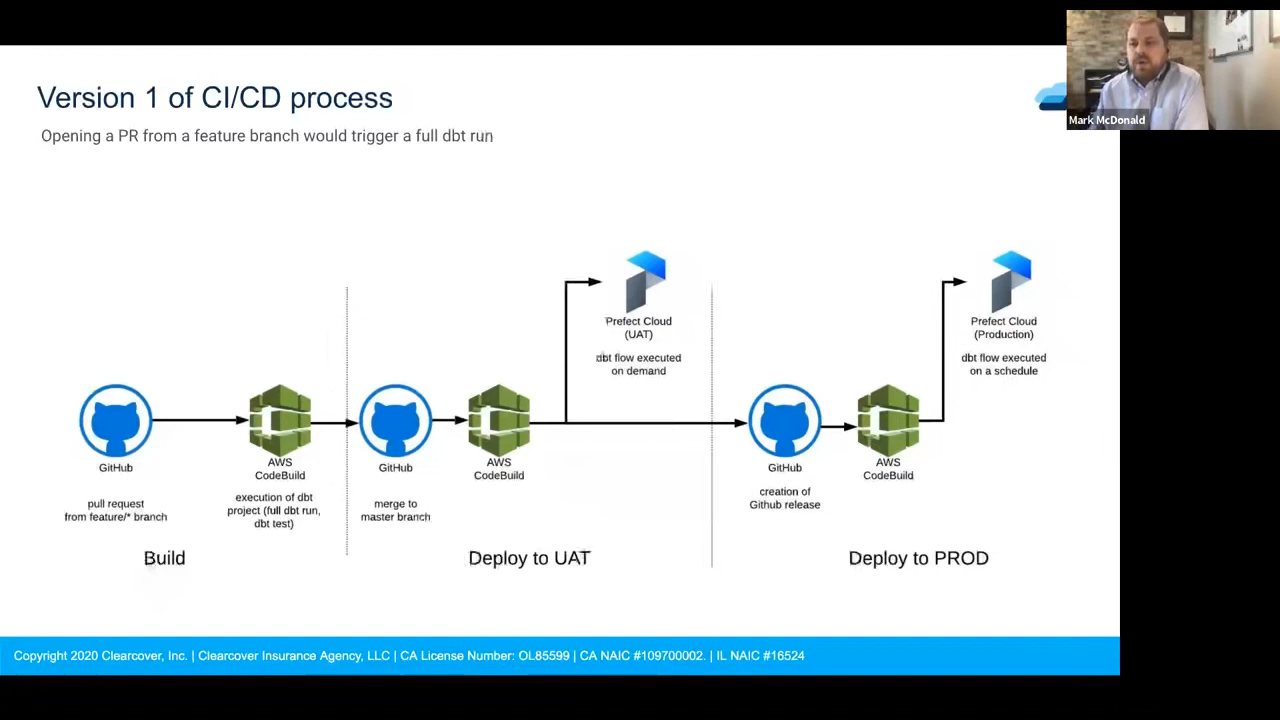 Version 1 of CI/CD process
Opening a PR from a feature branch would trigger a full dbt run
Mark McDonald
Prefect Cloud
(UAT)
dbt flow executed
on demand
Prefect Cloud
(Production)
dbt flow executed
on a schedule
GitHub
pull request
from feature/* branch
AWS
CodeBuild
execution of dbt
project (full dbt run,
dbt test)
GitHub
merge to
master branch
AWS
CodeBuild
GitHub
creation of
Github release
AWS
CodeBuild
Build
Deploy to UAT
Deploy to PROD
Copyright 2020 Clearcover, Inc. | Clearcover Insurance Agency, LLC | CA License Number: OL85599 | CA NAIC #109700002. | IL NAIC #16524